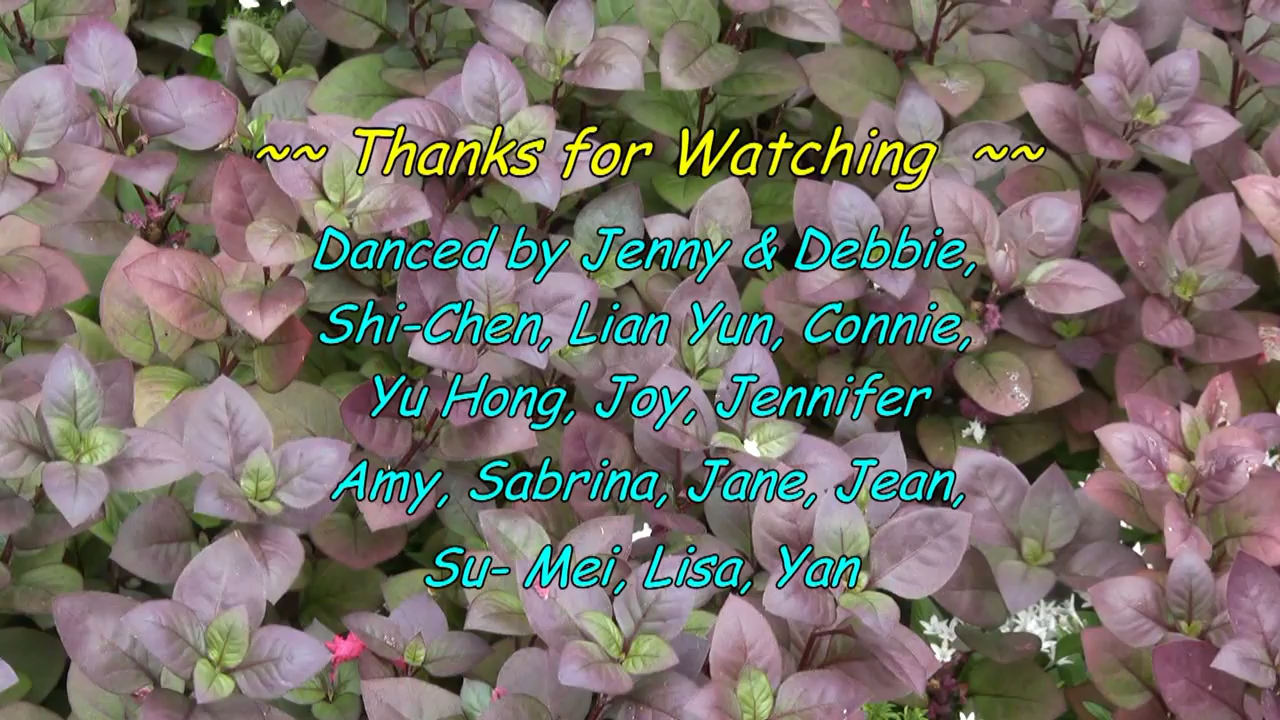 ~~ Thanks for Watching ~~
Danced by Jenny & Debbie,
Shi-Chen, Lian Yun, Connie,
Yu Hong, Joy, Jennifer
Amy, Sabrina, Jane, Jean,
Su- Mei, Lisa, Yan